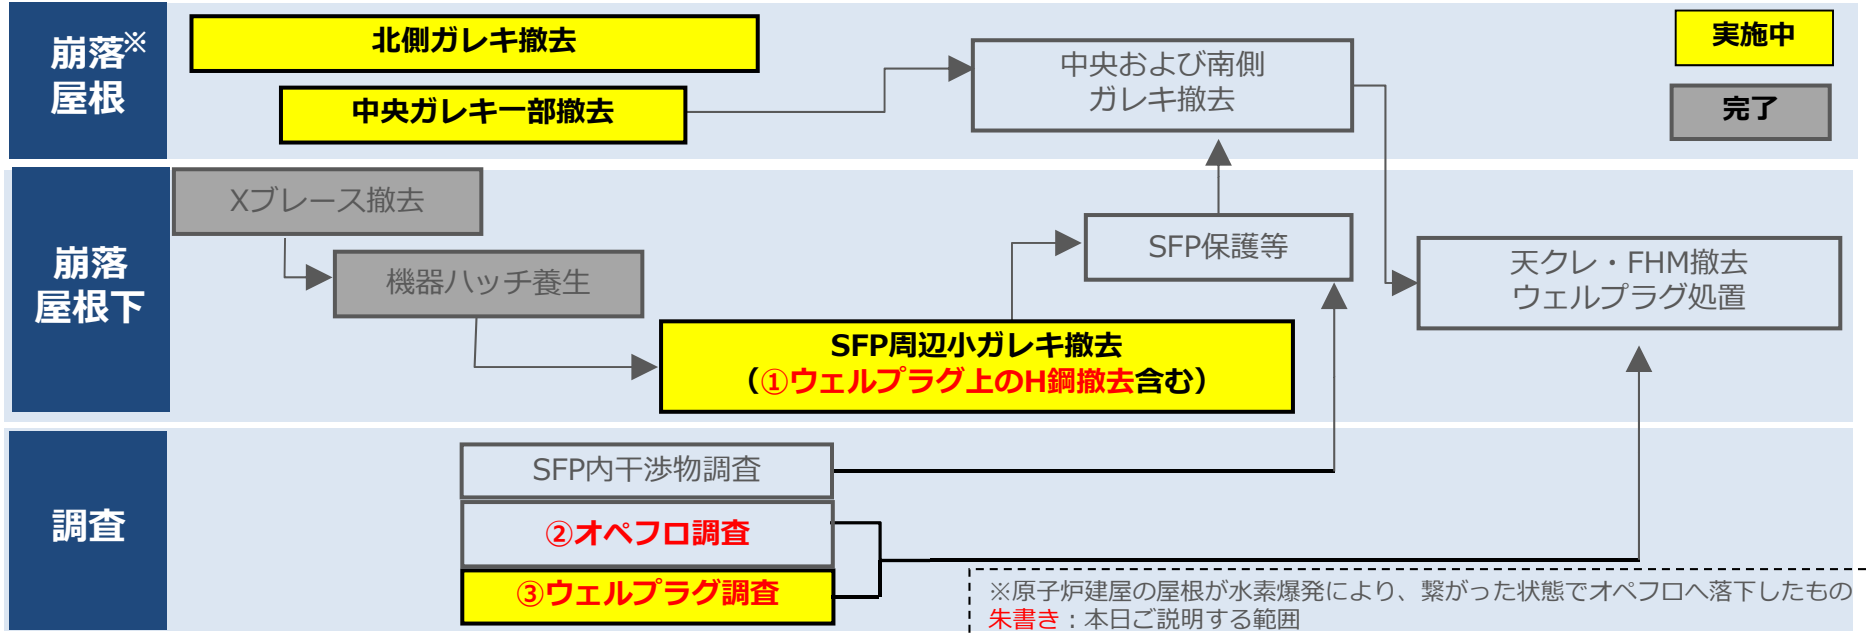 崩落※
屋根
北側ガレキ撤去
中央ガレキ一部撤去
中央および南側
ガレキ撤去
実施中
完了
崩落
屋根下
Xブレース撤去
機器ハッチ養生
SFP周辺小ガレキ撤去
（①ウェルプラグ上のH鋼撤去含む）
SFP保護等
天クレ・FHM撤去
ウェルプラグ処置
調査
SFP内干渉物調査
②オペフロ調査
③ウェルプラグ調査
※原子炉建屋の屋根が水素爆発により、繋がった状態でオペフロへ落下したもの
朱書き：本日ご説明する範囲